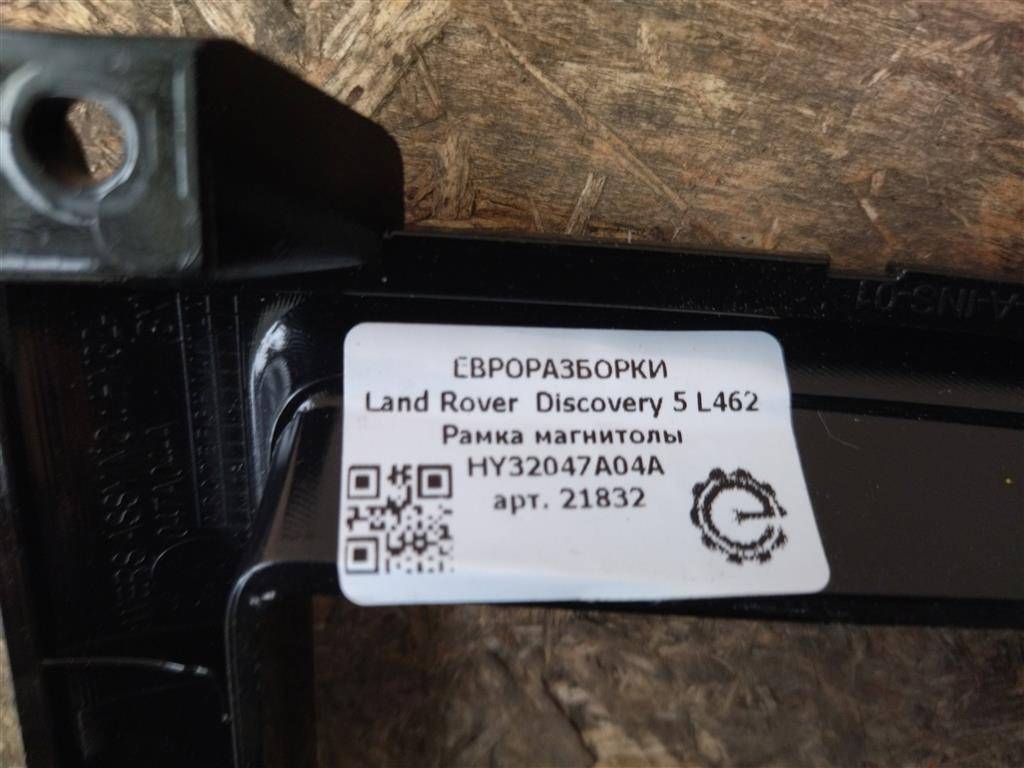 ЕВРОРАЗБОРКИ
Land Rover Discovery 5 L462
Рамка магнитолы
HY32047A04A
арт. 21832